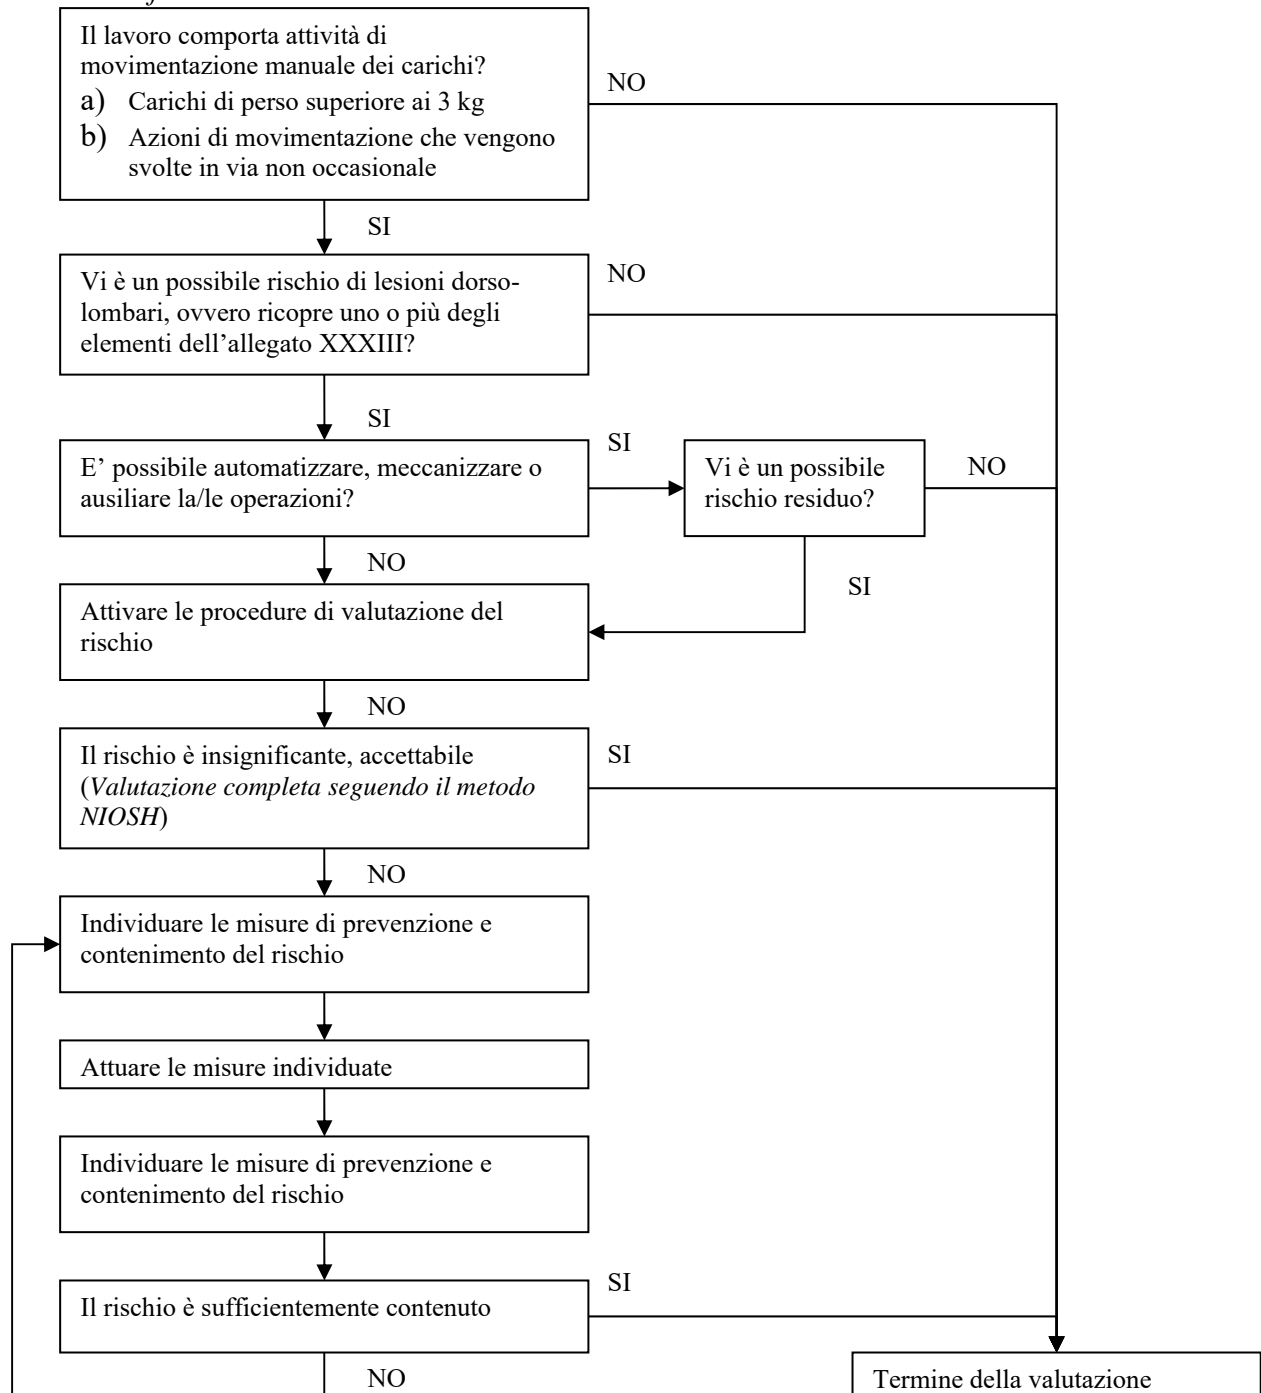 Il lavoro comporta attività di
movimentazione manuale dei carichi?
a) Carichi di perso superiore ai 3 kg
b) Azioni di movimentazione che vengono
svolte in via non occasionale
NO
SI
Vi è un possibile rischio di lesioni dorso-
lombari, ovvero ricopre uno o più degli
elementi dell’allegato XXXIII?
NO
SI
E’ possibile automatizzare, meccanizzare o
ausiliare la/le operazioni?
SI
Vi è un possibile
rischio residuo?
NO
NO
SI
Attivare le procedure di valutazione del
rischio
NO
Il rischio è insignificante, accettabile
(Valutazione completa seguendo il metodo
NIOSH)
SI
NO
Individuare le misure di prevenzione e
contenimento del rischio
Attuare le misure individuate
Individuare le misure di prevenzione e
contenimento del rischio
Il rischio è sufficientemente contenuto
SI
NO
Termine della valutazione